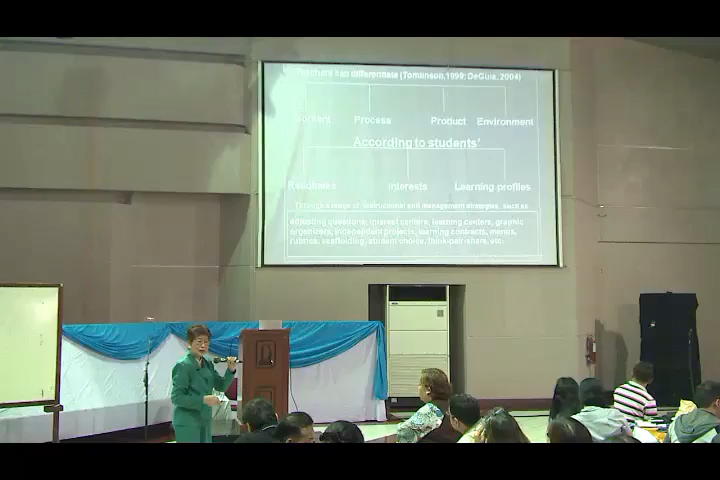 Teachers can differentiate (Tomlinson,1999; DeGuia, 2004)
Content Process Product Environment
According to students'
Readiness Interests Learning profiles
Through a range of instructional and management strategies, such as
adjusting questions, interest centers, learning centers, graphic
organizers, independent projects, learning contracts, menus,
rubrics, scaffolding, student choice, think-pair-share, etc.